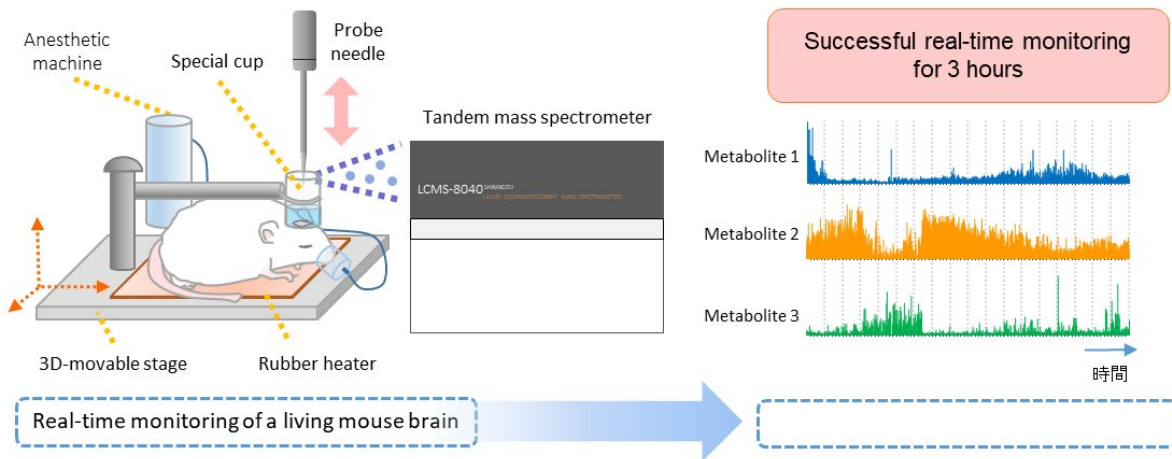 Anesthetic
machine
Special cup
Probe
needle
Tandem mass spectrometer
LCMS-8040 SHIMADZU
LIQUID CHOROMATOGRAPH MASS SPECTROMETER
3D-movable stage
Rubber heater
Real-time monitoring of a living mouse brain
Successful real-time monitoring
for 3 hours
Metabolite 1
Metabolite 2
Metabolite 3
時間